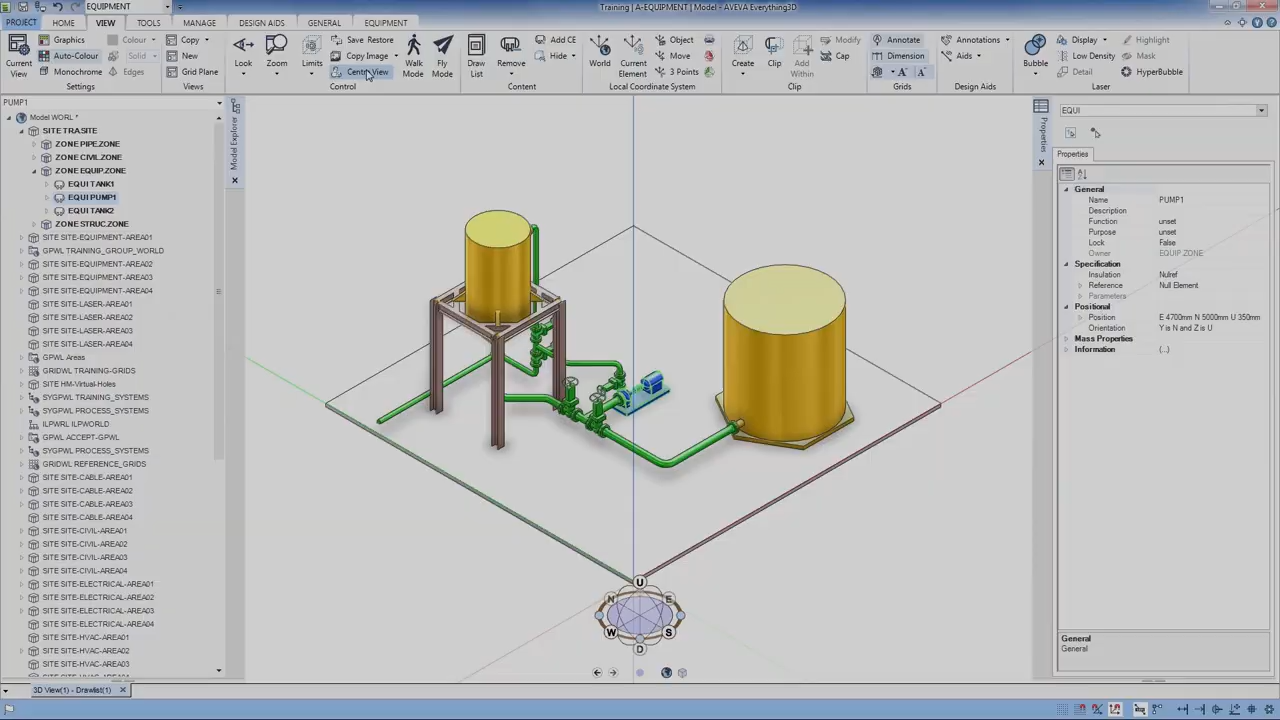 EQUIPMENT
Training | A-EQUIPMENT | Model - AVEVA Everything3D
PROJECT HOME VIEW TOOLS MANAGE DESIGN AIDS GENERAL EQUIPMENT
Current View
Graphics
Auto-Colour
Monochrome
Colour
Solid
Edges
Settings
Copy
New
Grid Plane
Views
Look
Zoom
Limits
Save Restore
Copy Image
Centre View
Walk Mode
Fly Mode
Control
Draw List
Remove
Add CE
Hide
Content
World
Current Element
Object
Move
3 Points
Local Coordinate System
Create
Clip
Add Within
Modify
Cap
Clip
Annotate
Dimension
A A
Grids
Annotations
Aids
Design Aids
Bubble
Display
Low Density
Detail
Highlight
Mask
HyperBubble
Laser
PUMP1
Model WORL *
SITE TRA.SITE
ZONE PIPE.ZONE
ZONE CIVIL.ZONE
ZONE EQUIP.ZONE
EQUI TANK1
EQUI PUMP1
EQUI TANK2
ZONE STRUC.ZONE
SITE SITE-EQUIPMENT-AREA01
GPWL TRAINING_GROUP_WORLD
SITE SITE-EQUIPMENT-AREA02
SITE SITE-EQUIPMENT-AREA03
SITE SITE-EQUIPMENT-AREA04
SITE SITE-LASER-AREA01
SITE SITE-LASER-AREA02
SITE SITE-LASER-AREA03
SITE SITE-LASER-AREA04
GPWL Areas
GRIDWL TRAINING-GRIDS
SITE HM-Virtual-Holes
SYGPWL TRAINING_SYSTEMS
SYGPWL PROCESS_SYSTEMS
ILPWRL ILPWORLD
GPWL ACCEPT-GPWL
SYGPWL PROCESS_SYSTEMS
GRIDWL REFERENCE_GRIDS
SITE SITE-CABLE-AREA01
SITE SITE-CABLE-AREA02
SITE SITE-CABLE-AREA03
SITE SITE-CABLE-AREA04
SITE SITE-CIVIL-AREA01
SITE SITE-CIVIL-AREA02
SITE SITE-CIVIL-AREA03
SITE SITE-CIVIL-AREA04
SITE SITE-ELECTRICAL-AREA01
SITE SITE-ELECTRICAL-AREA02
SITE SITE-ELECTRICAL-AREA03
SITE SITE-ELECTRICAL-AREA04
SITE SITE-HVAC-AREA01
SITE SITE-HVAC-AREA02
SITE SITE-HVAC-AREA03
Model Explorer
U
N E
W S
D
Properties
EQUI
Properties
General
Name PUMP1
Description
Function unset
Purpose unset
Lock False
Owner EQUIP.ZONE
Specification
Insulation Nulref
Reference Null Element
Parameters
Positional
Position E 4700mm N 5000mm U 350mm
Orientation Y is N and Z is U
Mass Properties
Information (...)
General
General
3D View(1) - Drawlist(1)